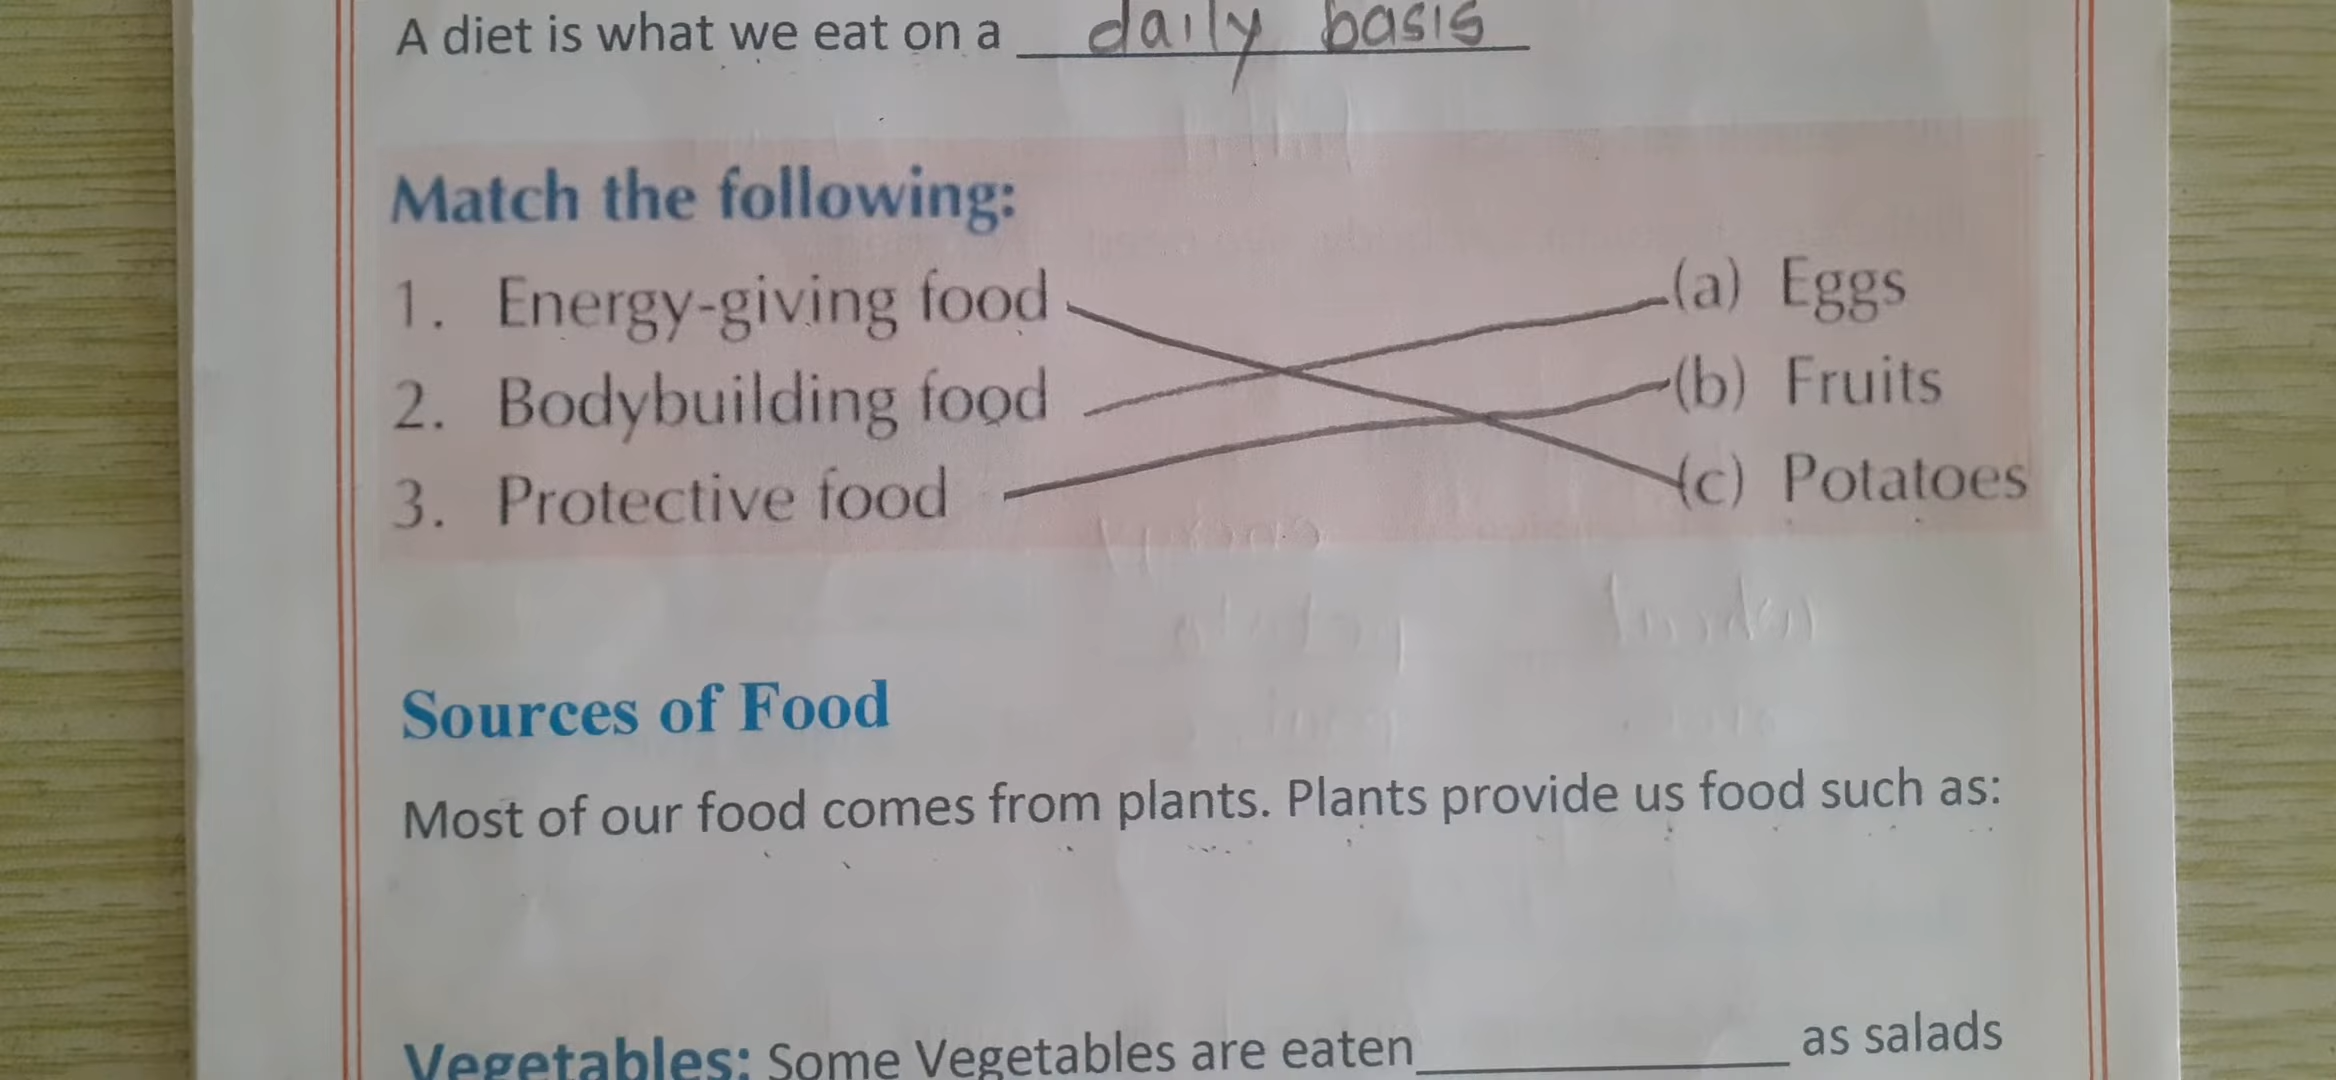 A diet is what we eat on a daily basis
Match the following:
1. Energy-giving food (a) Eggs
2. Bodybuilding food (b) Fruits
3. Protective food (c) Potatoes
Sources of Food
Most of our food comes from plants. Plants provide us food such as:
Vegetables: Some Vegetables are eaten__________ as salads